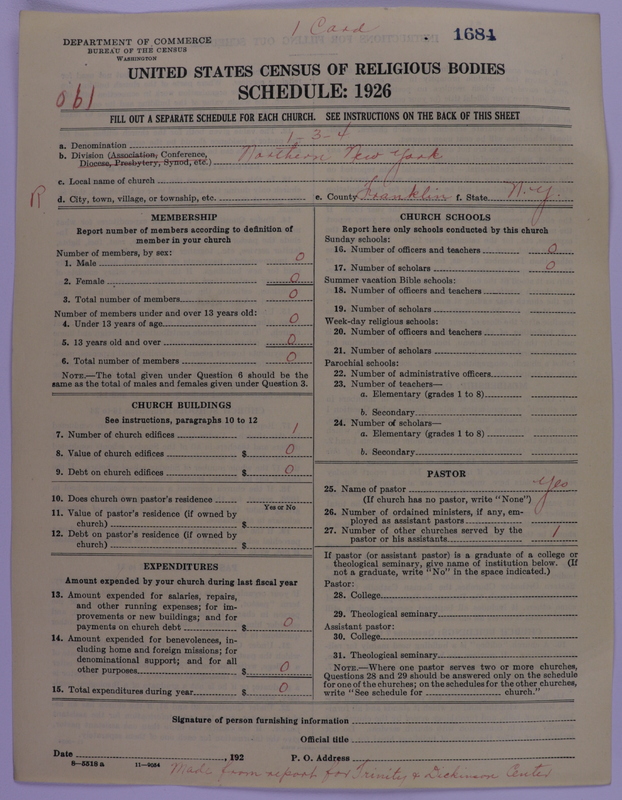 1 Card
1684
DEPARTMENT OF COMMERCE
BUREAU OF THE CENSUS
WASHINGTON
UNITED STATES CENSUS OF RELIGIOUS BODIES
SCHEDULE: 1926
obl
FILL OUT A SEPARATE SCHEDULE FOR EACH CHURCH. SEE INSTRUCTIONS ON THE BACK OF THIS SHEET
1-3-4
a. Denomination
b. Division (Association, Conference, Diocese, Presbytery, Synod, etc.) Northern New York
c. Local name of church
R
d. City, town, village, or township, etc. e. County Franklin f. State N.Y.
MEMBERSHIP
Report number of members according to definition of
member in your church
Number of members, by sex:
1. Male 0
2. Female 0
3. Total number of members 0
Number of members under and over 13 years old:
4. Under 13 years of age 0
5. 13 years old and over 0
6. Total number of members 0
NOTE.—The total given under Question 6 should be
same as the total of males and females given under Question 3.
CHURCH BUILDINGS
See instructions, paragraphs 10 to 12
7. Number of church edifices 1
8. Value of church edifices $ 0
9. Debt on church edifices $ 0
10. Does church own pastor's residence
Yes or No
11. Value of pastor's residence (if owned by
church) $
12. Debt on pastor's residence (if owned by
church) $
EXPENDITURES
Amount expended by your church during last fiscal year
13. Amount expended for salaries, repairs,
and other running expenses; for im-
provements or new buildings; and for
payments on church debt $ 0
14. Amount expended for benevolences, in-
cluding home and foreign missions; for
denominational support; and for all
other purposes $ 0
15. Total expenditures during year $ 0
CHURCH SCHOOLS
Report here only schools conducted by this church
Sunday schools:
16. Number of officers and teachers 0
17. Number of scholars 0
Summer vacation Bible schools:
18. Number of officers and teachers
19. Number of scholars
Week-day religious schools:
20. Number of officers and teachers
21. Number of scholars
Parochial schools:
22. Number of administrative officers
23. Number of teachers—
a. Elementary (grades 1 to 8)
b. Secondary
24. Number of scholars—
a. Elementary (grades 1 to 8)
b. Secondary
PASTOR
25. Name of pastor Yes
(If church has no pastor, write "None")
26. Number of ordained ministers, if any, em-
ployed as assistant pastors
27. Number of other churches served by the
pastor or his assistants 1
If pastor (or assistant pastor) is a graduate of a college or
theological seminary, give name of institution below. (If
not a graduate, write "No" in the space indicated.)
Pastor:
28. College
29. Theological seminary
Assistant pastor:
30. College
31. Theological seminary
NOTE.—Where one pastor serves two or more churches,
Questions 28 and 29 should be answered only on the schedule
for one of the churches; on the schedules for the other churches,
write "See schedule for church."
Signature of person furnishing information
Official title
Date , 192 P. O. Address
8-5518 a 11-9054 Made from report for Trinity & Dickinson Center